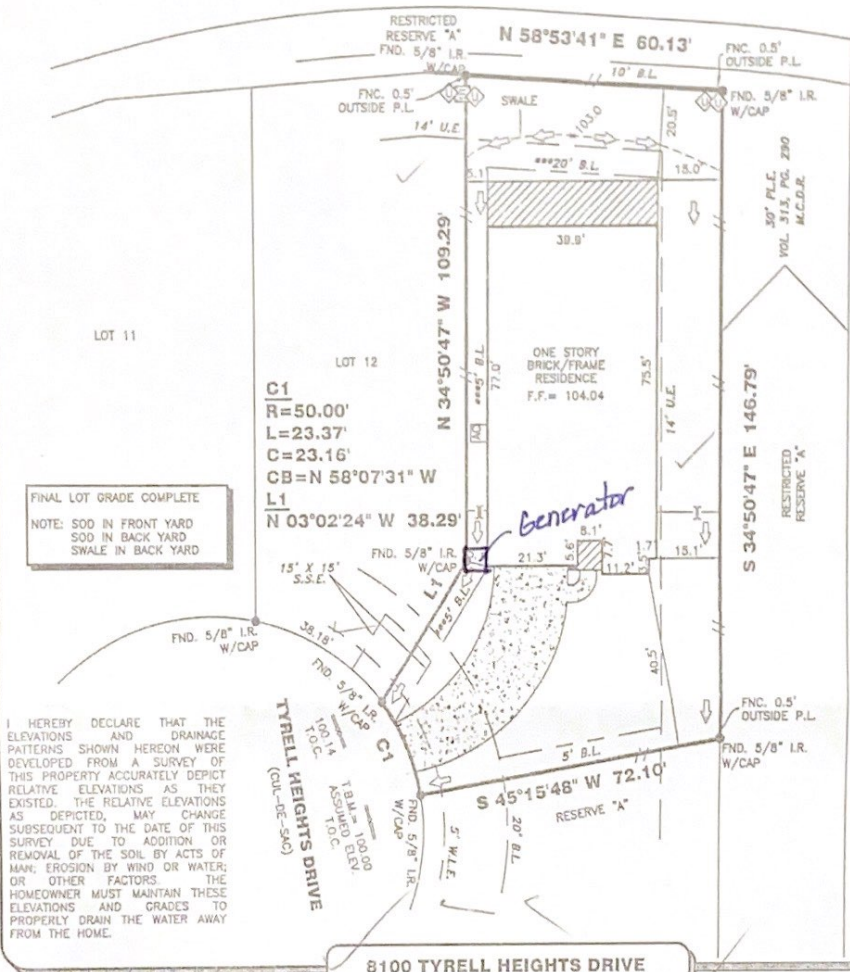 RESTRICTED
RESERVE "A"
N 58°53'41" E 60.13'
FND. 5/8" I.R.
W/CAP
FNC. 0.5'
OUTSIDE P.L.
10' B.L.
FNC. 0.5'
OUTSIDE P.L.
FND. 5/8" I.R.
W/CAP
SWALE
103.0
14' U.E.
20.5'
***20' B.L.
5.1
15.0'
30' PL.E.
VOL. 313, PG. 290
M.C.D.R.
39.9'
N 34°50'47" W 109.29'
LOT 11
LOT 12
ONE STORY
BRICK/FRAME
RESIDENCE
F.F.= 104.04
***5' B.L.
77.0'
75.5'
14' U.E.
AC
C1
R=50.00'
L=23.37'
C=23.16'
CB=N 58°07'31" W
L1
N 03°02'24" W 38.29'
S 34°50'47" E 146.79'
RESTRICTED
RESERVE "A"
FINAL LOT GRADE COMPLETE
NOTE: SOD IN FRONT YARD
SOD IN BACK YARD
SWALE IN BACK YARD
Generator
FND. 5/8" I.R.
W/CAP
21.3'
5.6'
8.1'
7.7'
11.2'
3.5'
1.7'
15.1'
15' X 15'
S.S.E.
L1
***5' B.L.
FND. 5/8" I.R.
W/CAP
38.18'
FND. 5/8" I.R.
W/CAP
C1
40.5'
FNC. 0.5'
OUTSIDE P.L.
FND. 5/8" I.R.
W/CAP
5' B.L.
S 45°15'48" W 72.10'
RESERVE "A"
TYRELL HEIGHTS DRIVE
(CUL-DE-SAC)
100.14
T.O.C.
T.B.M.= 100.00
ASSUMED ELEV.
T.O.C.
FND. 5/8" I.R.
W/CAP
5' W.L.E.
20' B.L.
I HEREBY DECLARE THAT THE
ELEVATIONS AND DRAINAGE
PATTERNS SHOWN HEREON WERE
DEVELOPED FROM A SURVEY OF
THIS PROPERTY ACCURATELY DEPICT
RELATIVE ELEVATIONS AS THEY
EXISTED. THE RELATIVE ELEVATIONS
AS DEPICTED, MAY CHANGE
SUBSEQUENT TO THE DATE OF THIS
SURVEY DUE TO ADDITION OR
REMOVAL OF THE SOIL BY ACTS OF
MAN; EROSION BY WIND OR WATER;
OR OTHER FACTORS. THE
HOMEOWNER MUST MAINTAIN THESE
ELEVATIONS AND GRADES TO
PROPERLY DRAIN THE WATER AWAY
FROM THE HOME.
8100 TYRELL HEIGHTS DRIVE